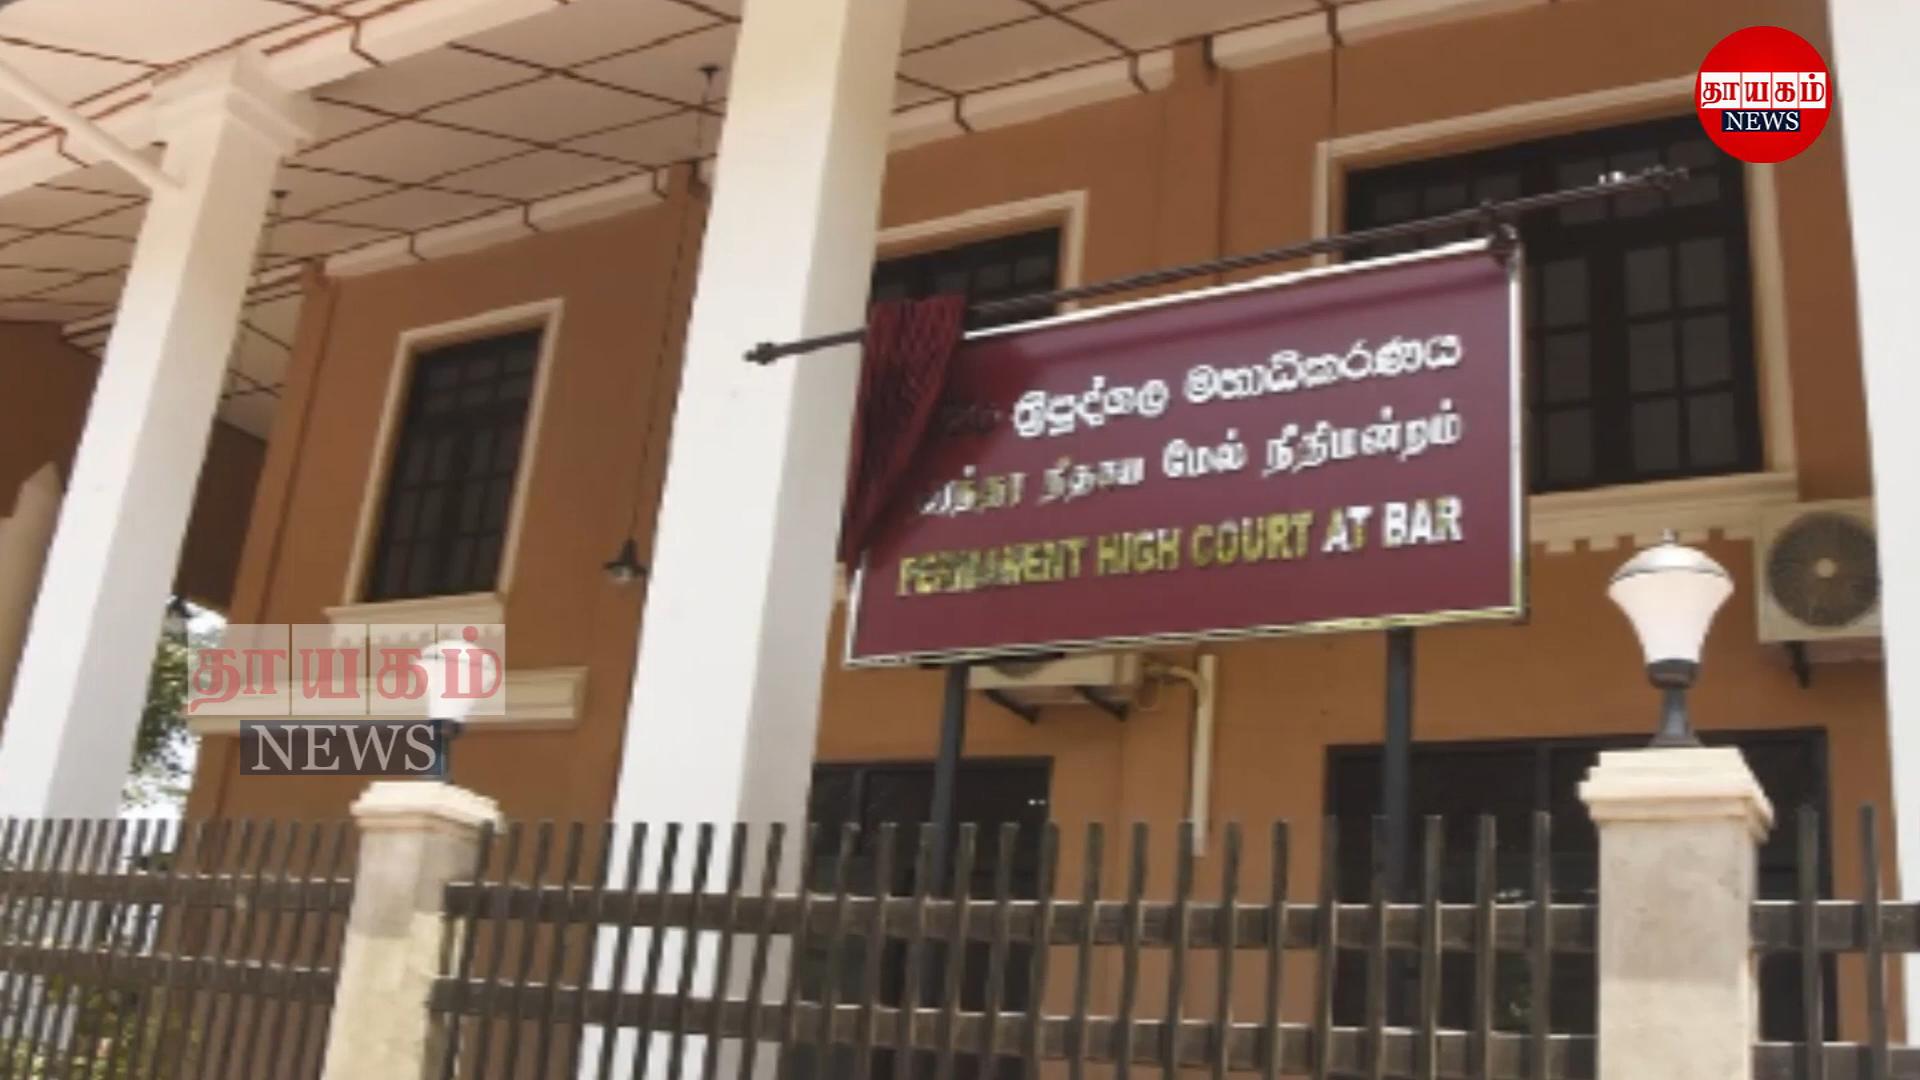 தாயகம்
NEWS
ත්‍රිපුද්ගල මහාධිකරණය
மேல் நீதிமன்றம்
PERMANENT HIGH COURT AT BAR
தாயகம்
NEWS